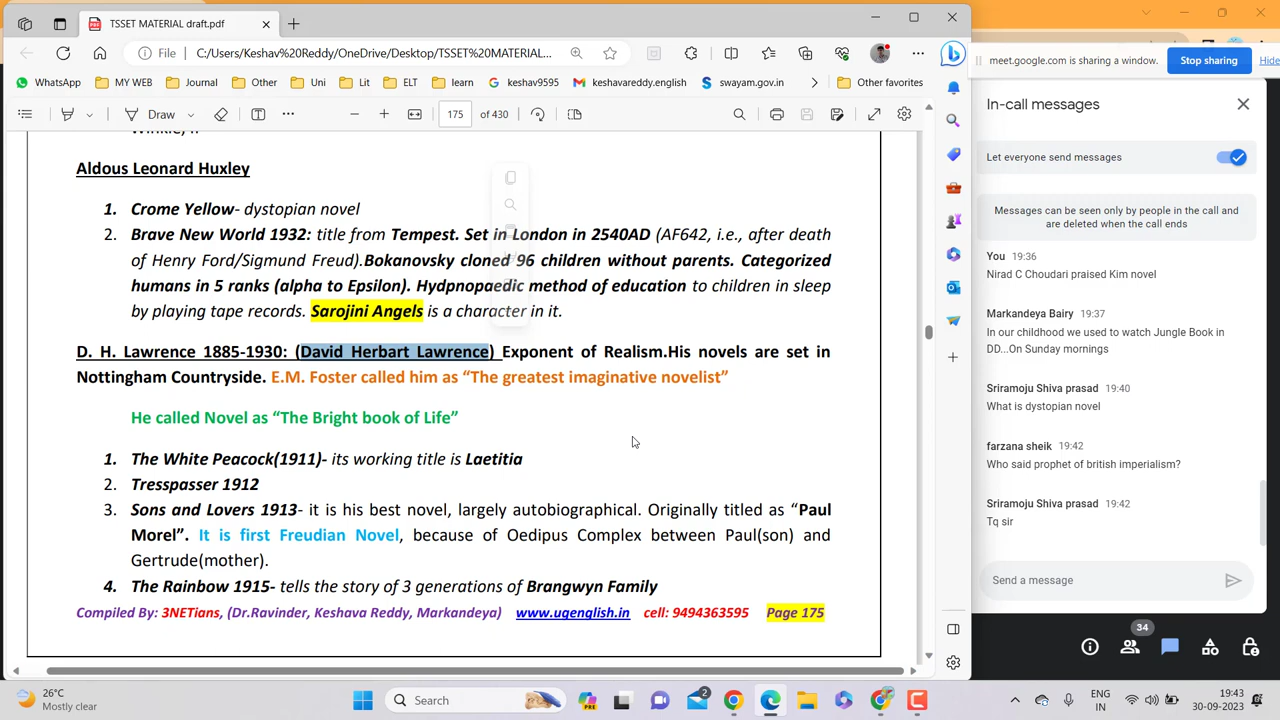 TSSET MATERIAL draft.pdf
File
C:/Users/Keshav%20Reddy/OneDrive/Desktop/TSSET%20MATERIAL...
WhatsApp
MY WEB
Journal
Other
Uni
Lit
ELT
learn
keshav9595
keshavareddy.english
swayam.gov.in
Other favorites
Draw
175
of 430
Aldous Leonard Huxley
1. Crome Yellow- dystopian novel
2. Brave New World 1932: title from Tempest. Set in London in 2540AD (AF642, i.e., after death
of Henry Ford/Sigmund Freud).Bokanovsky cloned 96 children without parents. Categorized
humans in 5 ranks (alpha to Epsilon). Hydpnopaedic method of education to children in sleep
by playing tape records. Sarojini Angels is a character in it.
D. H. Lawrence 1885-1930: (David Herbart Lawrence) Exponent of Realism.His novels are set in
Nottingham Countryside. E.M. Foster called him as “The greatest imaginative novelist”
He called Novel as “The Bright book of Life”
1. The White Peacock(1911)- its working title is Laetitia
2. Tresspasser 1912
3. Sons and Lovers 1913- it is his best novel, largely autobiographical. Originally titled as “Paul
Morel”. It is first Freudian Novel, because of Oedipus Complex between Paul(son) and
Gertrude(mother).
4. The Rainbow 1915- tells the story of 3 generations of Brangwyn Family
Compiled By: 3NETians, (Dr.Ravinder, Keshava Reddy, Markandeya) www.ugenglish.in cell: 9494363595 Page 175
meet.google.com is sharing a window.
Stop sharing
Hide
In-call messages
Let everyone send messages
Messages can be seen only by people in the call and
are deleted when the call ends
You 19:36
Nirad C Choudari praised Kim novel
Markandeya Bairy 19:37
In our childhood we used to watch Jungle Book in
DD...On Sunday mornings
Sriramoju Shiva prasad 19:40
What is dystopian novel
farzana sheik 19:42
Who said prophet of british imperialism?
Sriramoju Shiva prasad 19:42
Tq sir
Send a message
34
26°C
Mostly clear
Search
PRE
2
ENG
IN
19:43
30-09-2023